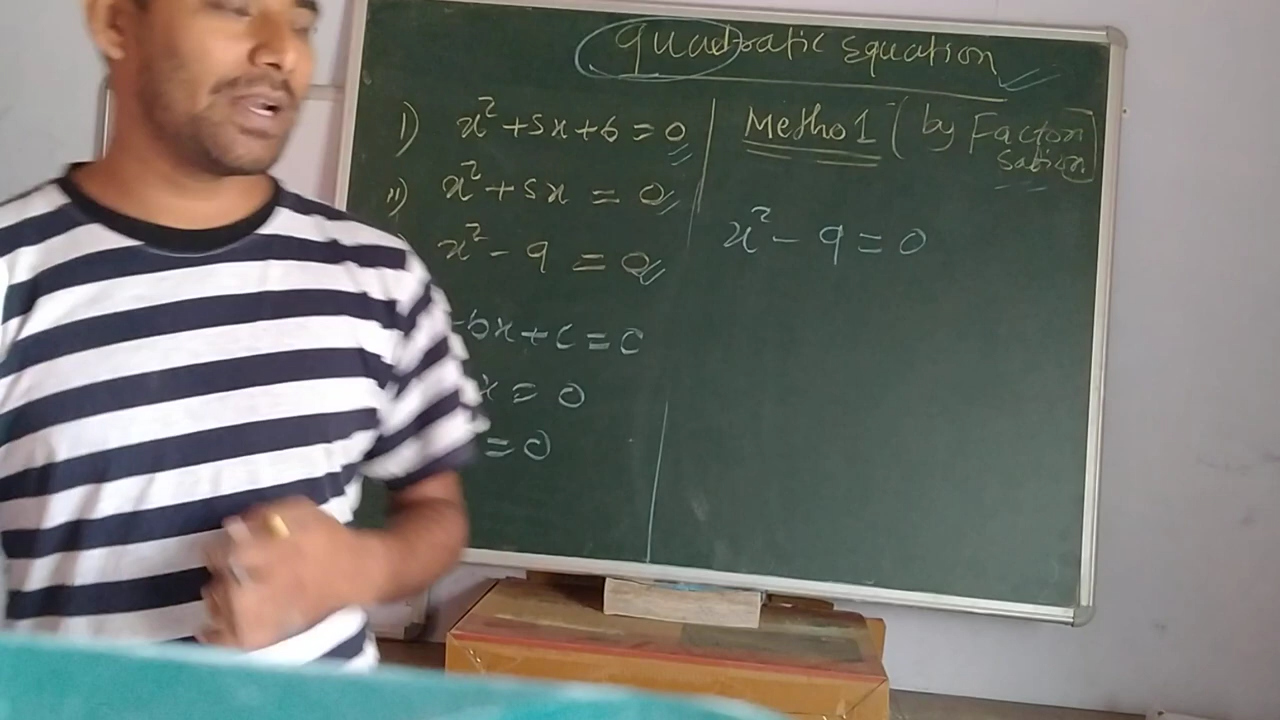 quadratic Equation
i) x² + 5x + 6 = 0
ii) x² + 5x = 0
x² - 9 = 0
bx + c = 0
x = 0
= 0
Metho 1 (by Factori
sation)
x² - 9 = 0